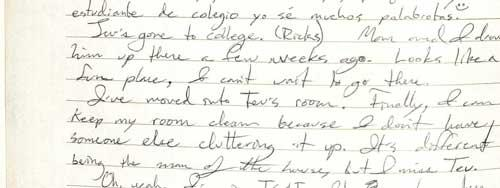 estudiante de colegio yo sé muchos palabrotas.
Tev's gone to college. (Ricks) Mom and I drove
him up there a few weeks ago. Looks like a
fun place, I can't wait to go there.
I've moved into Tev's room. Finally, I can
keep my room clean because I don't have
someone else cluttering it up. It's different
being the man of the house, but I miss Tev.
Oh, yeah,